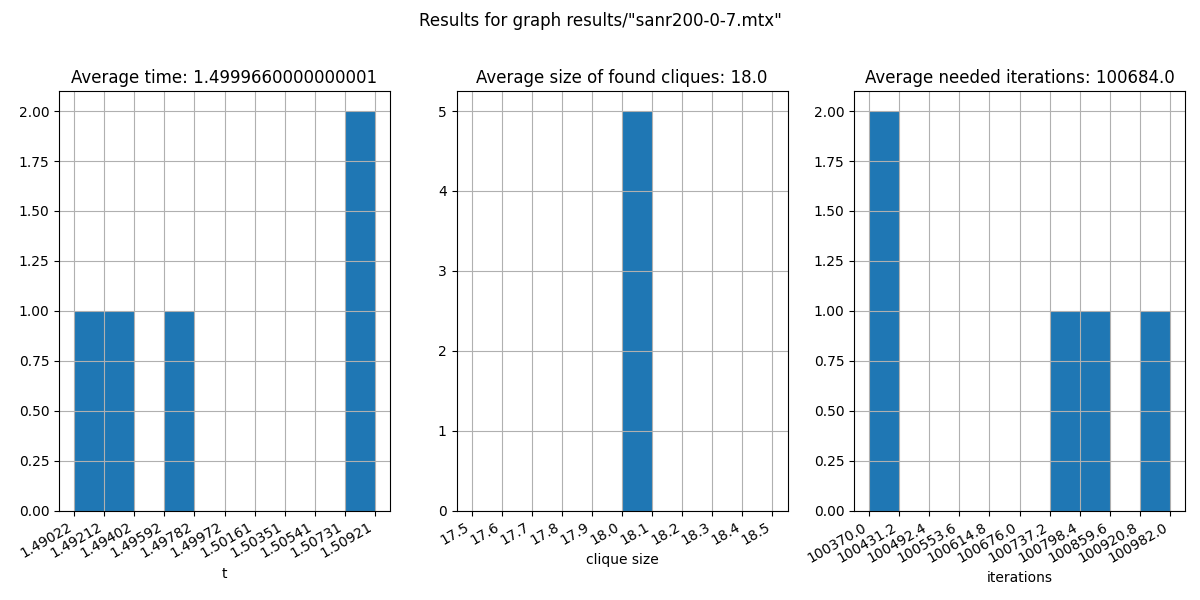 Results for graph results/"sanr200-0-7.mtx"
Average time: 1.4999660000000001
2.00
1.75
1.50
1.25
1.00
0.75
0.50
0.25
0.00
1.49022 1.49212 1.49402 1.49592 1.49782 1.49972 1.50161 1.50351 1.50541 1.50731 1.50921
t
Average size of found cliques: 18.0
5
4
3
2
1
0
17.5 17.6 17.7 17.8 17.9 18.0 18.1 18.2 18.3 18.4 18.5
clique size
Average needed iterations: 100684.0
2.00
1.75
1.50
1.25
1.00
0.75
0.50
0.25
0.00
100370.0 100431.2 100492.4 100553.6 100614.8 100676.0 100737.2 100798.4 100859.6 100920.8 100982.0
iterations